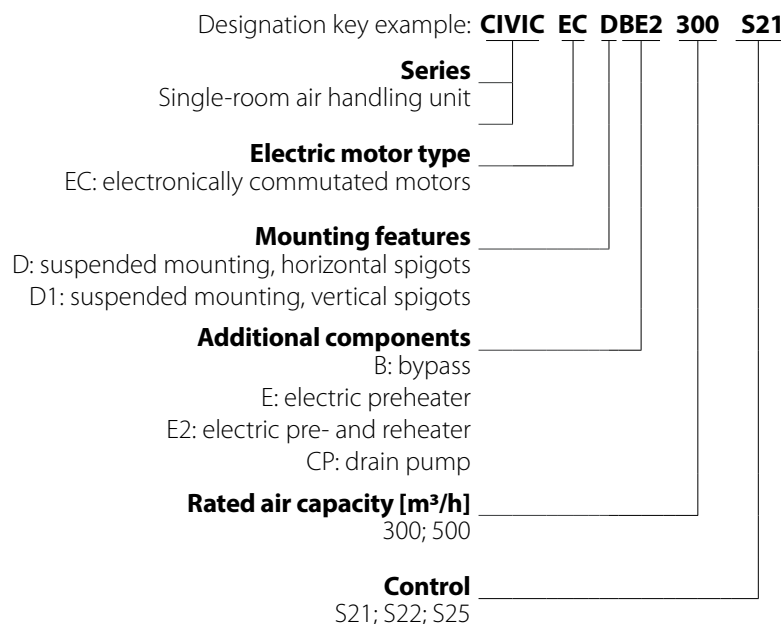 Designation key example: CIVIC EC DBE2 300 S21
Series
Single-room air handling unit
Electric motor type
EC: electronically commutated motors
Mounting features
D: suspended mounting, horizontal spigots
D1: suspended mounting, vertical spigots
Additional components
B: bypass
E: electric preheater
E2: electric pre- and reheater
CP: drain pump
Rated air capacity [m³/h]
300; 500
Control
S21; S22; S25